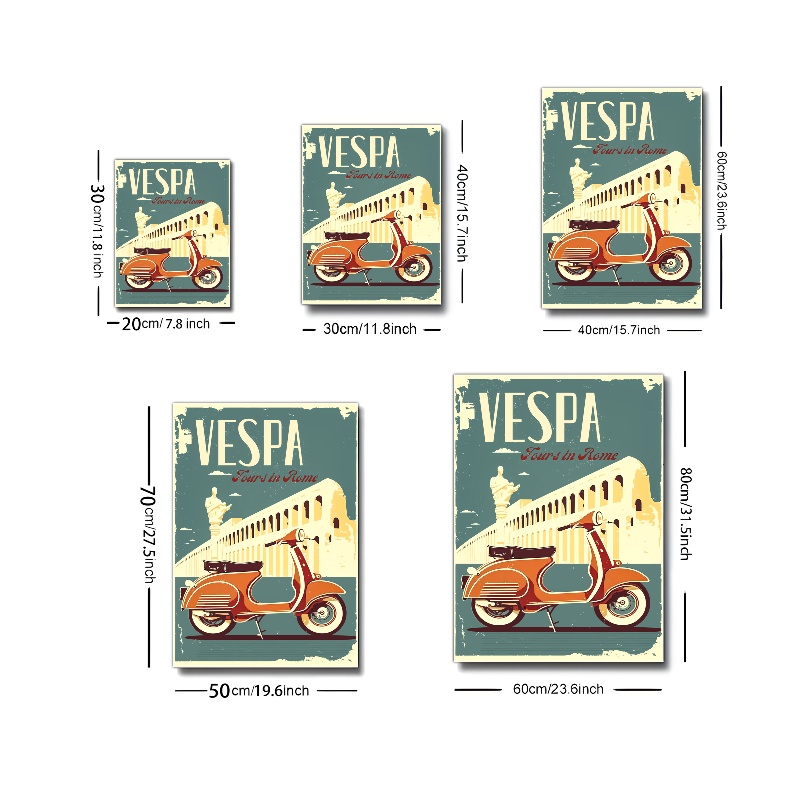 VESPA
Tours in Rome
30cm/11.8 inch
20cm/ 7.8 inch
VESPA
Tours in Rome
40cm/15.7inch
30cm/11.8inch
VESPA
Tours in Rome
60cm/23.6inch
40cm/15.7inch
VESPA
Tours in Rome
70cm/27.5inch
50cm/19.6inch
VESPA
Tours in Rome
80cm/31.5inch
60cm/23.6inch